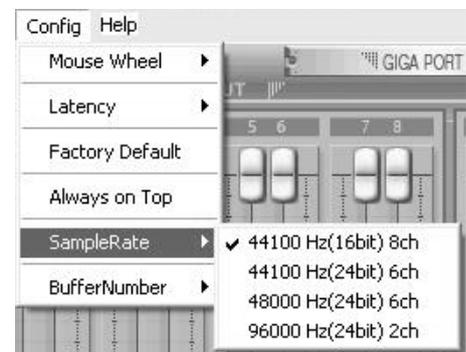 Config Help
Mouse Wheel
GIGA PORT
Latency
5 6 7 8
Factory Default
Always on Top
SampleRate
44100 Hz(16bit) 8ch
44100 Hz(24bit) 6ch
48000 Hz(24bit) 6ch
BufferNumber
96000 Hz(24bit) 2ch